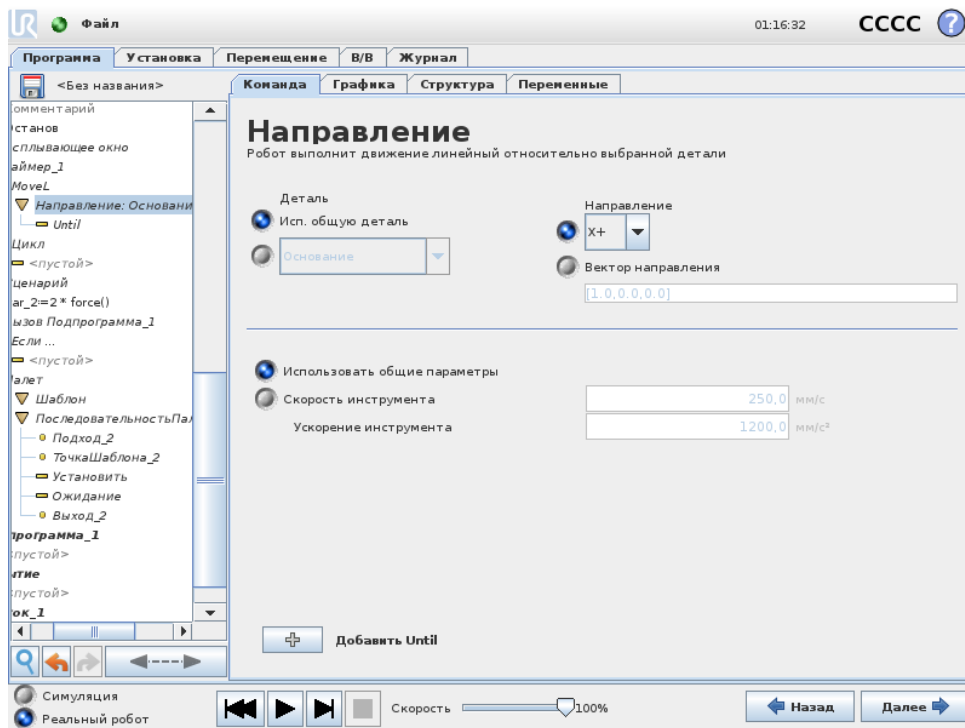 UR Файл 01:16:32 CCCC ?
Программа Установка Перемещение В/В Журнал
<Без названия>
Команда Графика Структура Переменные
омментарий
станов
сплывающее окно
аймер_1
MoveL
Направление: Основани
Until
Цикл
<пустой>
ценарий
ar_2:=2 * force()
ызов Подпрограмма_1
Если ...
<пустой>
алет
Шаблон
ПоследовательностьПал
Подход_2
ТочкаШаблона_2
Установить
Ожидание
Выход_2
программа_1
<пустой>
ытие
<пустой>
ок_1
Направление
Робот выполнит движение линейный относительно выбранной детали
Деталь
Исп. общую деталь
Основание
Направление
X+
Вектор направления
[1.0,0.0,0.0]
Использовать общие параметры
Скорость инструмента 250,0 мм/с
Ускорение инструмента 1200,0 мм/с²
Добавить Until
Симуляция
Реальный робот
Скорость 100%
Назад Далее